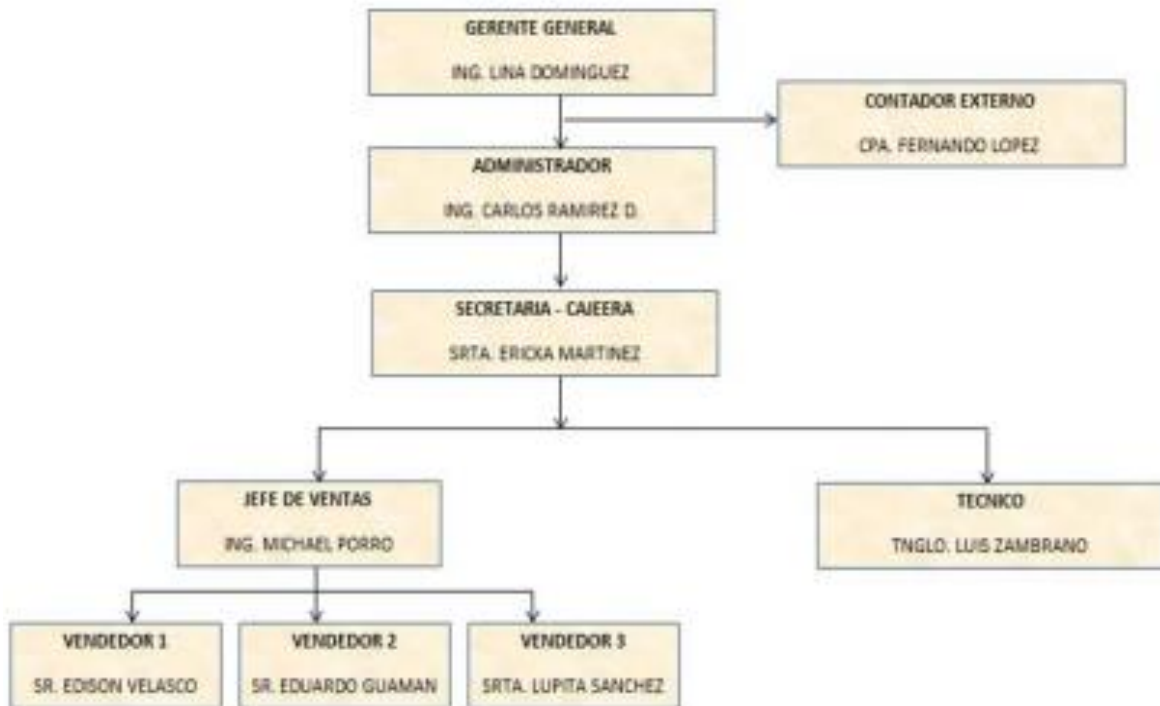 GERENTE GENERAL
ING. LINA DOMINGUEZ
CONTADOR EXTERNO
CPA. FERNANDO LOPEZ
ADMINISTRADOR
ING. CARLOS RAMIREZ D.
SECRETARIA - CAJEERA
SRTA. ERICKA MARTINEZ
JEFE DE VENTAS
ING. MICHAEL PORRO
TECNICO
TNGLO. LUIS ZAMBRANO
VENDEDOR 1
SR. EDISON VELASCO
VENDEDOR 2
SR. EDUARDO GUAMAN
VENDEDOR 3
SRTA. LUPITA SANCHEZ